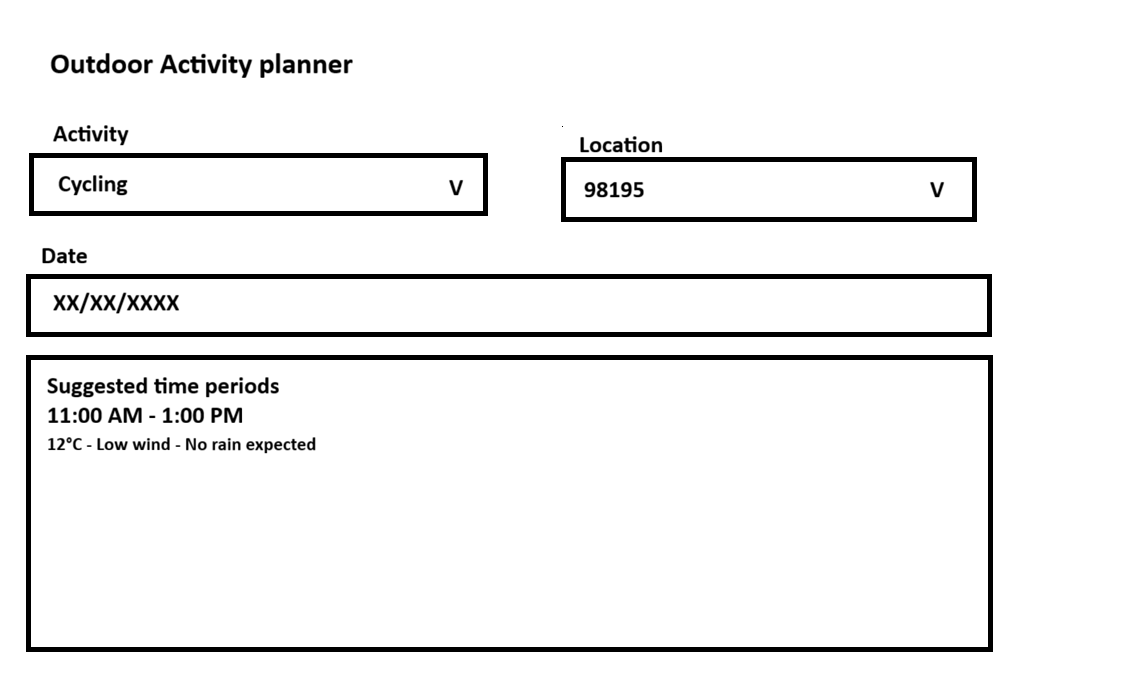 Outdoor Activity planner
Activity
Location
Cycling V
98195 V
Date
XX/XX/XXXX
Suggested time periods
11:00 AM - 1:00 PM
12°C - Low wind - No rain expected